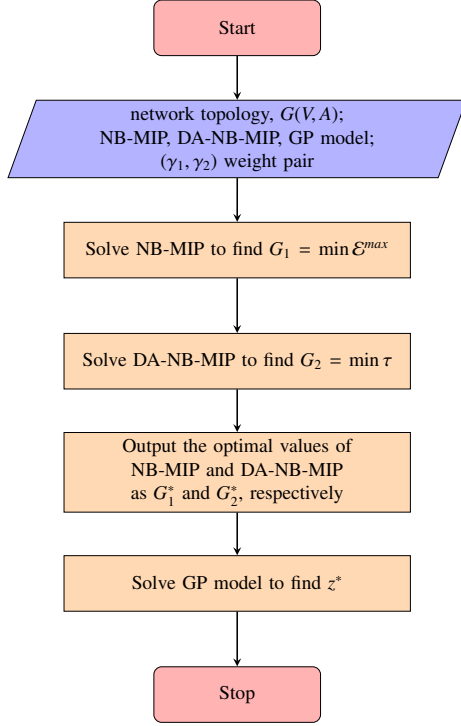 Start
network topology, G(V, A);
NB-MIP, DA-NB-MIP, GP model;
(γ₁, γ₂) weight pair
Solve NB-MIP to find G₁ = min ℰᵐᵃˣ
Solve DA-NB-MIP to find G₂ = min τ
Output the optimal values of
NB-MIP and DA-NB-MIP
as G₁* and G₂*, respectively
Solve GP model to find z*
Stop